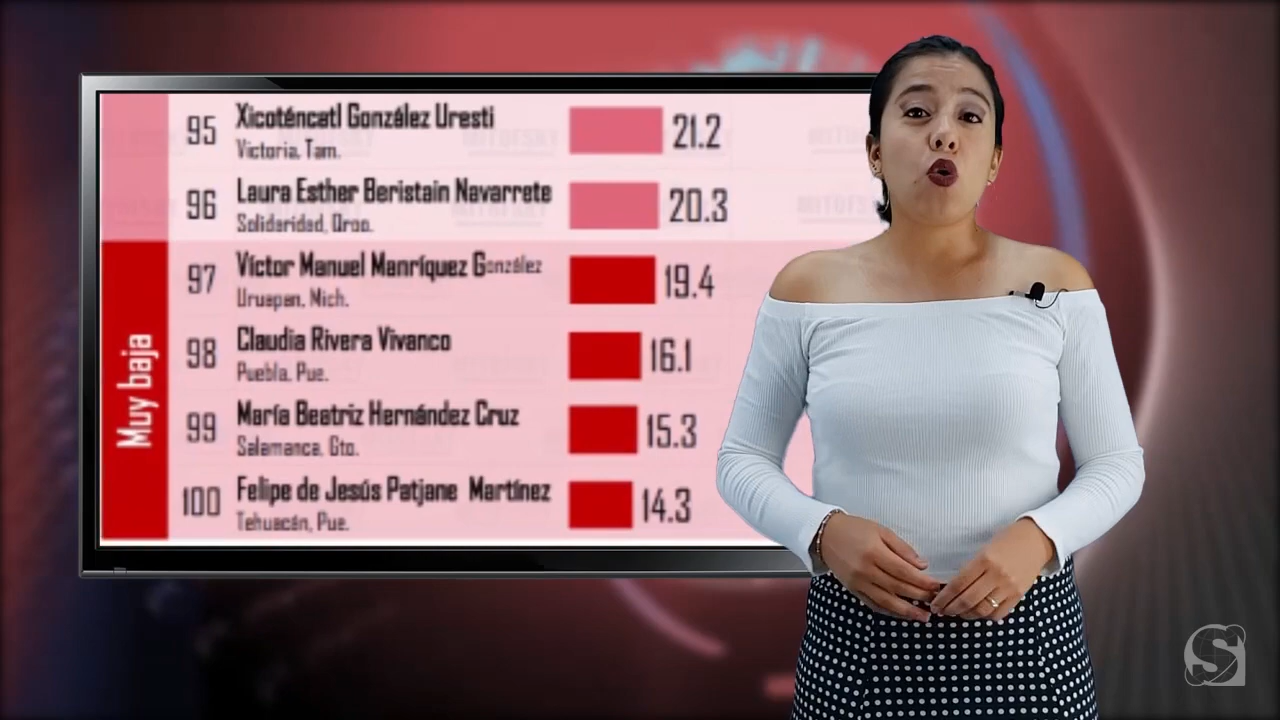 95 Xicoténcatl González Uresti 21.2
Victoria, Tam.
96 Laura Esther Beristain Navarrete 20.3
Solidaridad, Qroo.
97 Víctor Manuel Manríquez González 19.4
Uruapan, Mich.
Muy baja
98 Claudia Rivera Vivanco 16.1
Puebla, Pue.
99 María Beatriz Hernández Cruz 15.3
Salamanca, Gto.
100 Felipe de Jesús Patjane Martínez 14.3
Tehuacán, Pue.
S